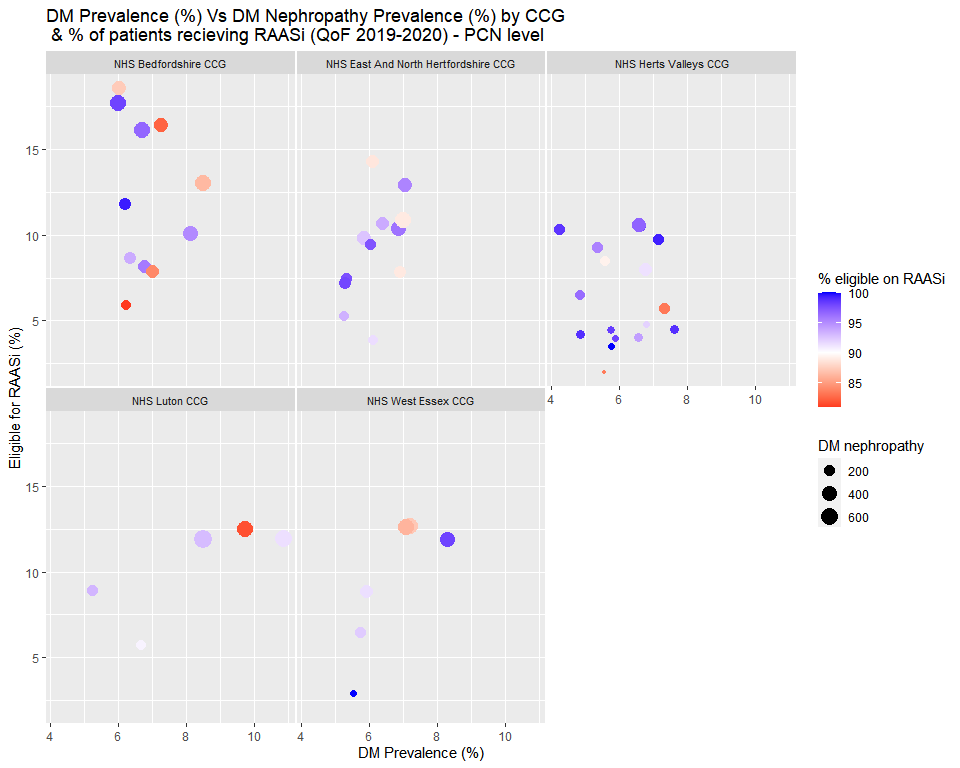 DM Prevalence (%) Vs DM Nephropathy Prevalence (%) by CCG
& % of patients recieving RAASi (QoF 2019-2020) - PCN level
NHS Bedfordshire CCG
NHS East And North Hertfordshire CCG
NHS Herts Valleys CCG
15
10
5
4 6 8 10
NHS Luton CCG
NHS West Essex CCG
15
10
5
4 6 8 10
4 6 8 10
Eligible for RAASi (%)
DM Prevalence (%)
% eligible on RAASi
100
95
90
85
DM nephropathy
200
400
600